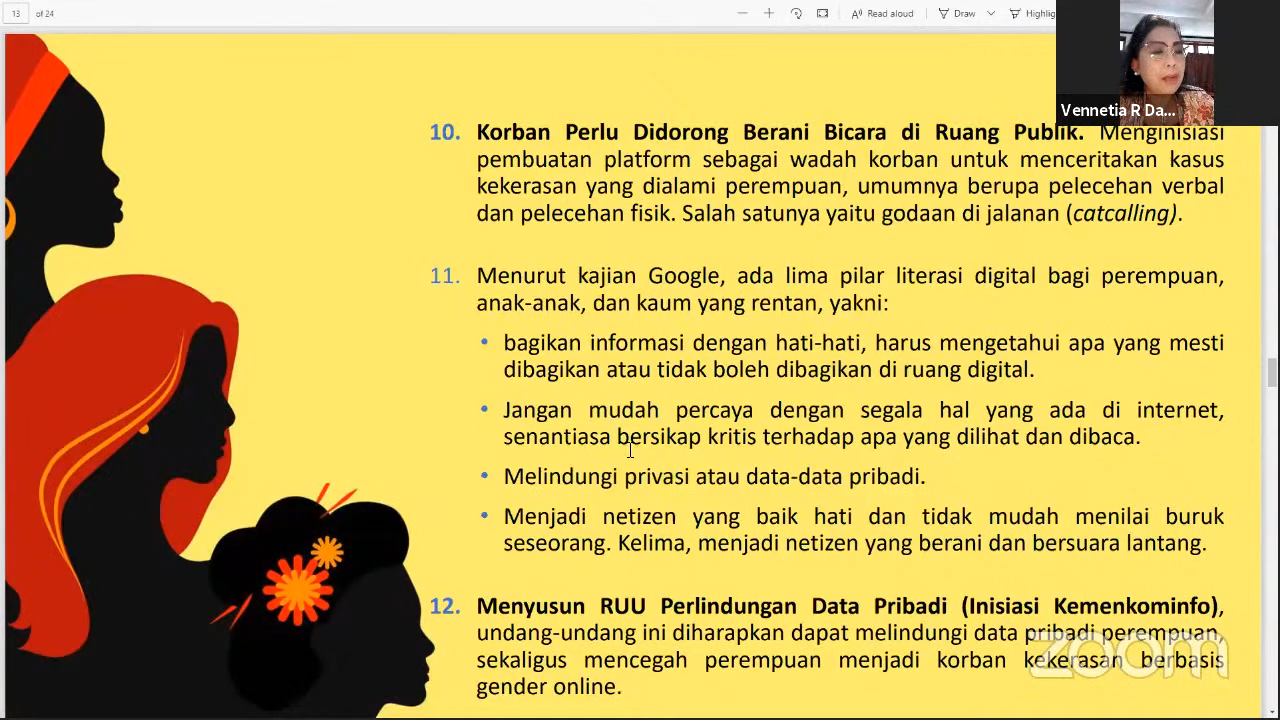 13 of 24
Read aloud
Draw
Highlig
Vennetia R Da...
10. Korban Perlu Didorong Berani Bicara di Ruang Publik. Menginisiasi
pembuatan platform sebagai wadah korban untuk menceritakan kasus
kekerasan yang dialami perempuan, umumnya berupa pelecehan verbal
dan pelecehan fisik. Salah satunya yaitu godaan di jalanan (catcalling).
11. Menurut kajian Google, ada lima pilar literasi digital bagi perempuan,
anak-anak, dan kaum yang rentan, yakni:
• bagikan informasi dengan hati-hati, harus mengetahui apa yang mesti
dibagikan atau tidak boleh dibagikan di ruang digital.
• Jangan mudah percaya dengan segala hal yang ada di internet,
senantiasa bersikap kritis terhadap apa yang dilihat dan dibaca.
• Melindungi privasi atau data-data pribadi.
• Menjadi netizen yang baik hati dan tidak mudah menilai buruk
seseorang. Kelima, menjadi netizen yang berani dan bersuara lantang.
12. Menyusun RUU Perlindungan Data Pribadi (Inisiasi Kemenkominfo),
undang-undang ini diharapkan dapat melindungi data pribadi perempuan,
sekaligus mencegah perempuan menjadi korban kekerasan berbasis
gender online.
zoom